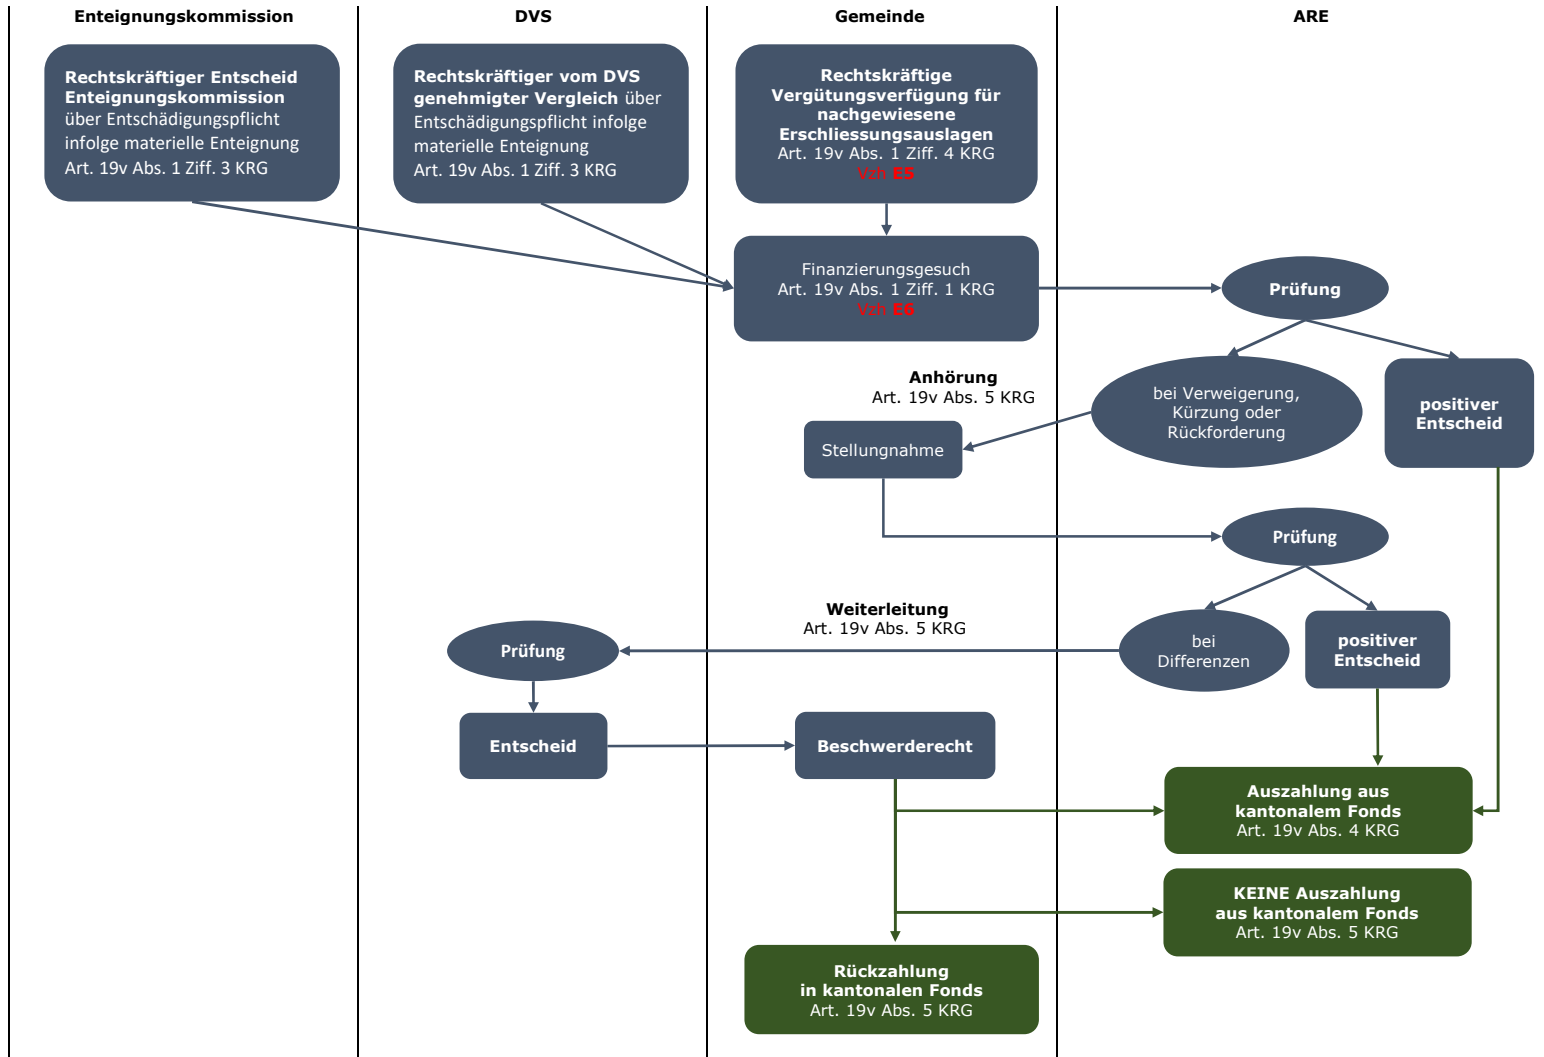 Enteignungskommission
DVS
Gemeinde
ARE
Rechtskräftiger Entscheid
Enteignungskommission
über Entschädigungspflicht
infolge materielle Enteignung
Art. 19v Abs. 1 Ziff. 3 KRG
Rechtskräftiger vom DVS
genehmigter Vergleich über
Entschädigungspflicht infolge
materielle Enteignung
Art. 19v Abs. 1 Ziff. 3 KRG
Rechtskräftige
Vergütungsverfügung für
nachgewiesene
Erschliessungsauslagen
Art. 19v Abs. 1 Ziff. 4 KRG
Vzh E5
Finanzierungsgesuch
Art. 19v Abs. 1 Ziff. 1 KRG
Vzh E6
Prüfung
Anhörung
Art. 19v Abs. 5 KRG
bei Verweigerung,
Kürzung oder
Rückforderung
positiver
Entscheid
Stellungnahme
Prüfung
Weiterleitung
Art. 19v Abs. 5 KRG
Prüfung
bei
Differenzen
positiver
Entscheid
Entscheid
Beschwerderecht
Auszahlung aus
kantonalem Fonds
Art. 19v Abs. 4 KRG
KEINE Auszahlung
aus kantonalem Fonds
Art. 19v Abs. 5 KRG
Rückzahlung
in kantonalen Fonds
Art. 19v Abs. 5 KRG